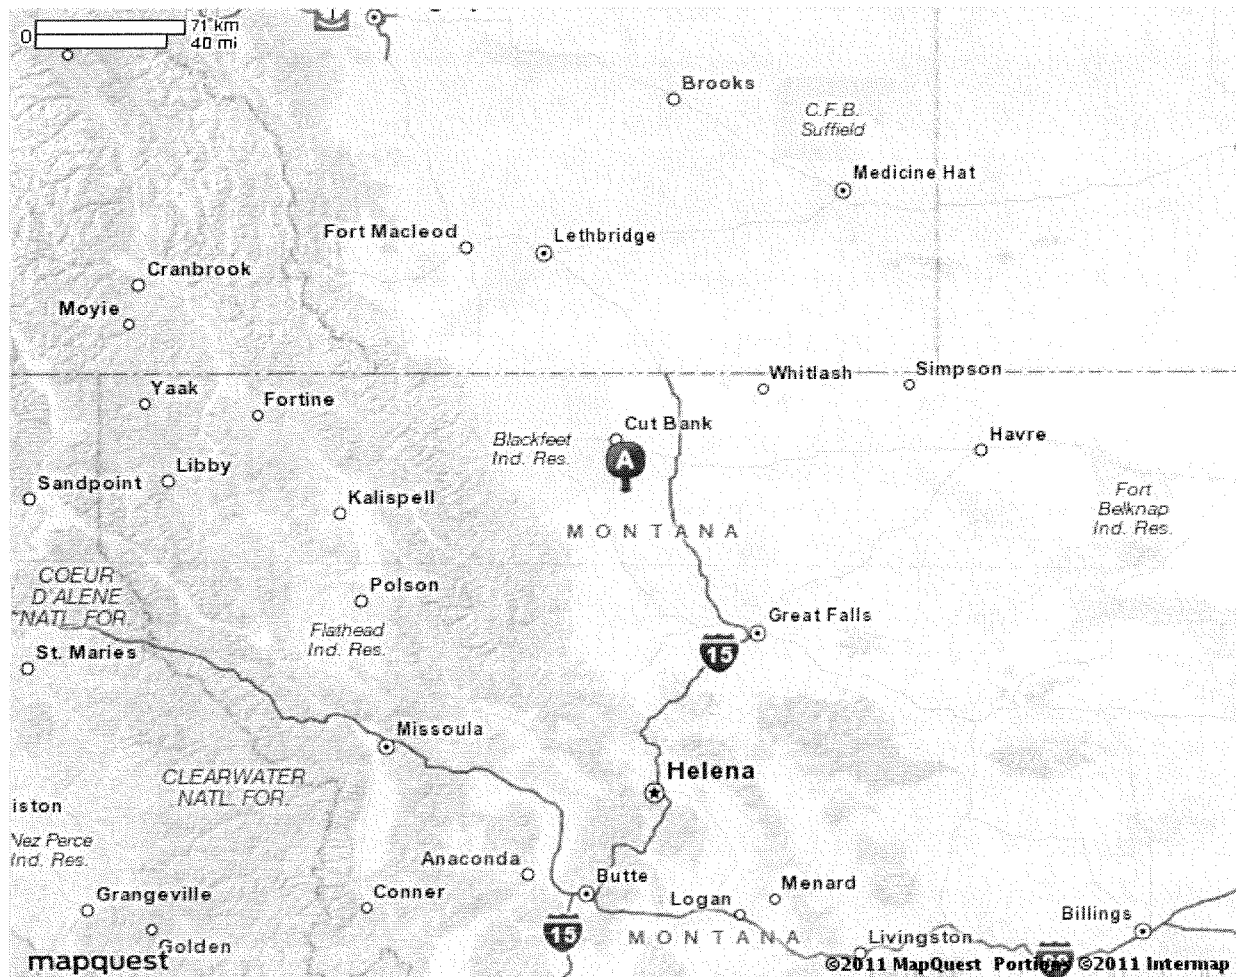 71 km
0
40 mi
Brooks
C.F.B.
Suffield
Medicine Hat
Fort Macleod
Lethbridge
Cranbrook
Moyie
Whitlash
Simpson
Yaak
Fortine
Cut Bank
Blackfeet
Ind. Res.
A
Havre
Libby
Sandpoint
Kalispell
Fort
Belknap
Ind. Res.
MONTANA
COEUR
D'ALENE
NATL. FOR.
Polson
Flathead
Ind. Res.
Great Falls
15
St. Maries
Missoula
Helena
CLEARWATER
NATL. FOR.
iston
Nez Perce
Ind. Res.
Anaconda
Butte
Grangeville
Conner
Logan
Menard
Billings
15
Golden
MONTANA
Livingston
mapquest
©2011 MapQuest Portions ©2011 Intermap